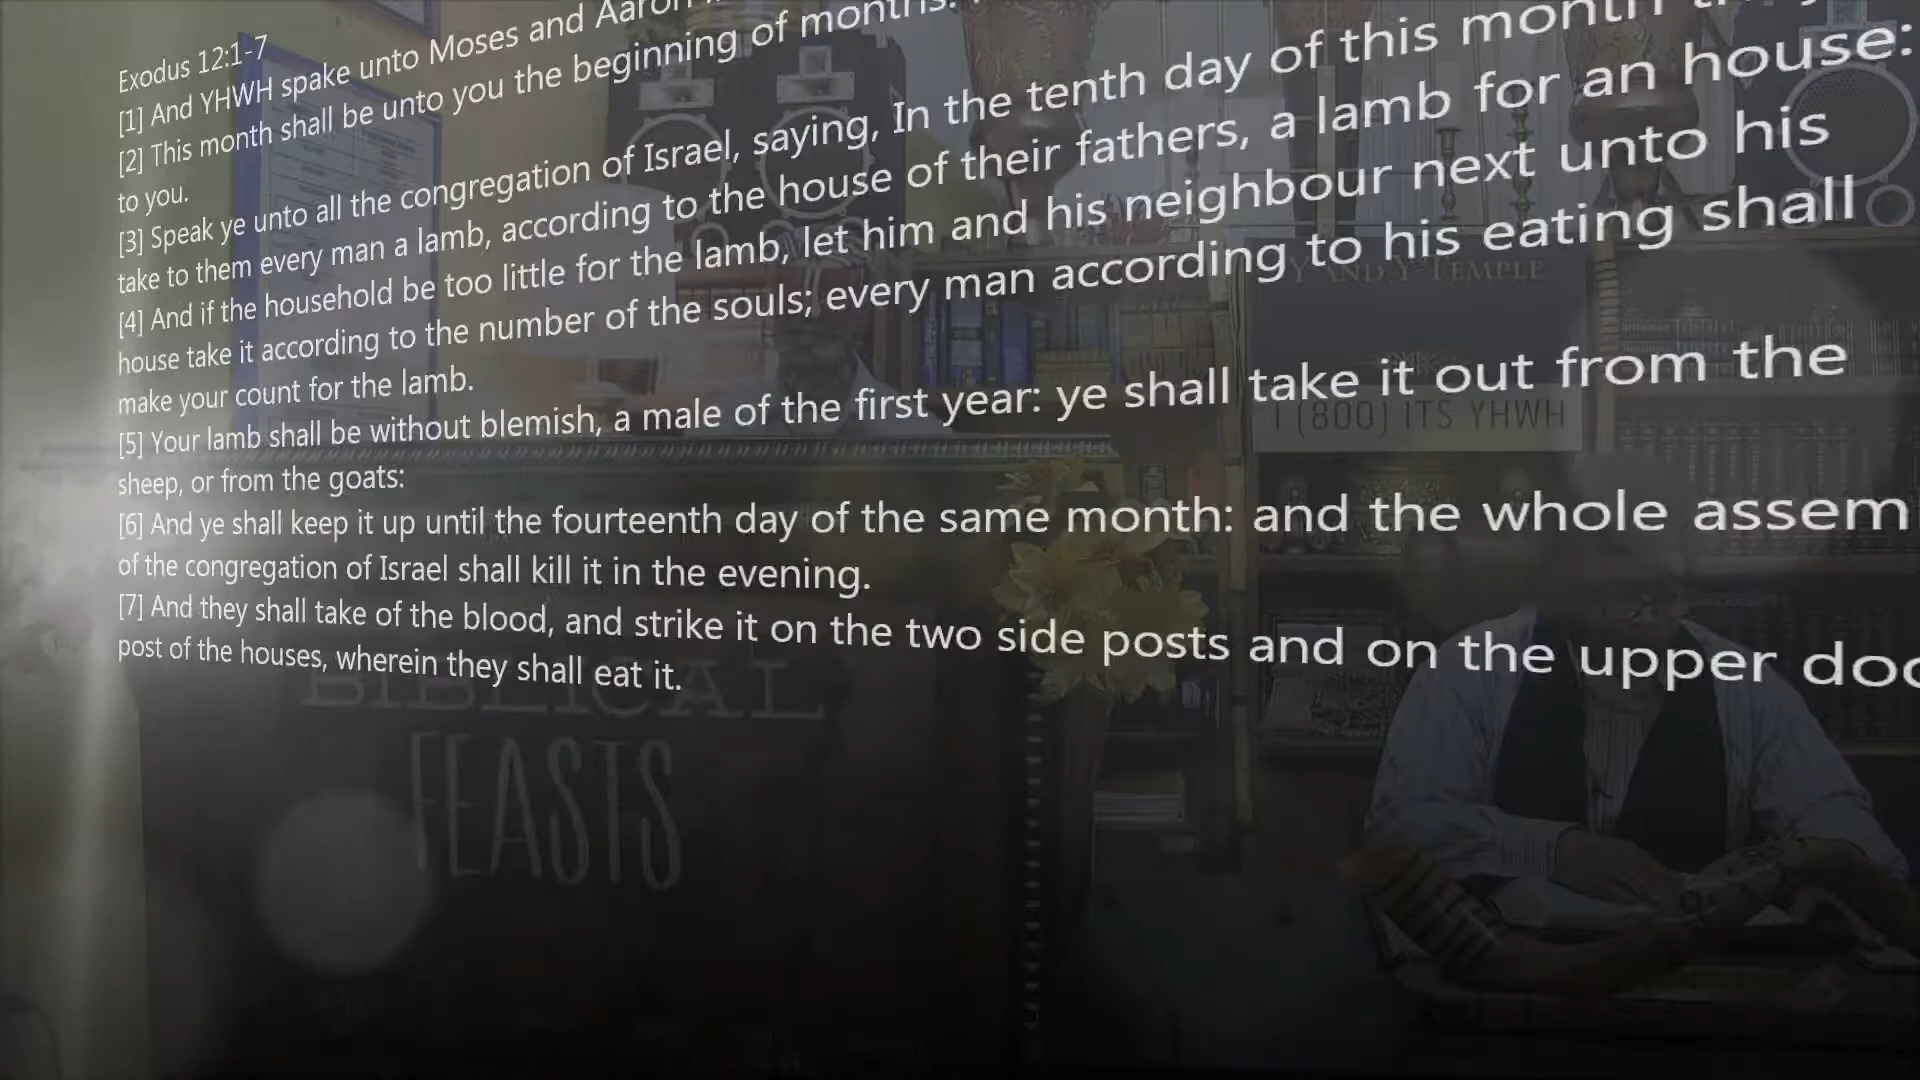 Exodus 12:1-7
[1] And YHWH spake unto Moses and Aaron
[2] This month shall be unto you the beginning of months:
to you.
[3] Speak ye unto all the congregation of Israel, saying, In the tenth day of this month
take to them every man a lamb, according to the house of their fathers, a lamb for an house:
[4] And if the household be too little for the lamb, let him and his neighbour next unto his
house take it according to the number of the souls; every man according to his eating shall
make your count for the lamb.
[5] Your lamb shall be without blemish, a male of the first year: ye shall take it out from the
sheep, or from the goats:
[6] And ye shall keep it up until the fourteenth day of the same month: and the whole assem
of the congregation of Israel shall kill it in the evening.
[7] And they shall take of the blood, and strike it on the two side posts and on the upper doo
post of the houses, wherein they shall eat it.
Y AND Y TEMPLE
1 (800) ITS YHWH
BIBLICAL
FEASTS